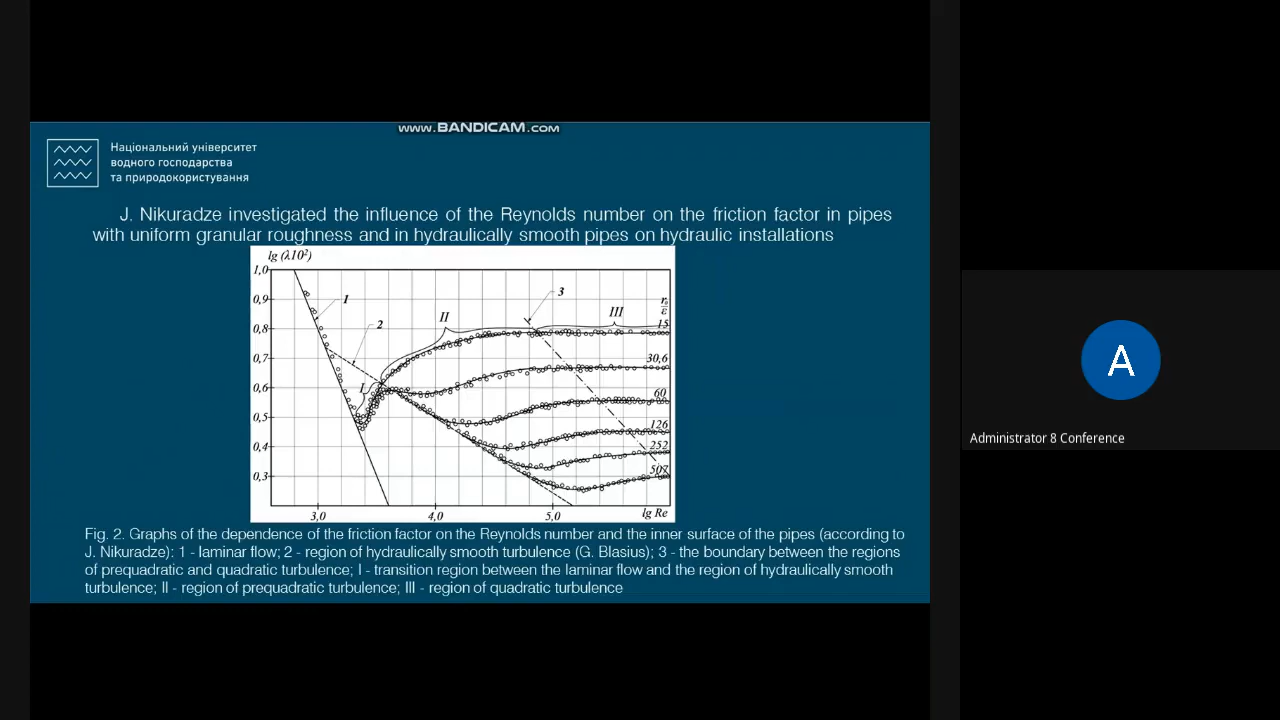 www.BANDICAM.com
Національний університет
водного господарства
та природокористування
J. Nikuradze investigated the influence of the Reynolds number on the friction factor in pipes
with uniform granular roughness and in hydraulically smooth pipes on hydraulic installations
lg (λ10²)
1,0
0,9
0,8
0,7
0,6
0,5
0,4
0,3
1
2
I
II
3
III
r₀
ε
15
30,6
60
126
252
507
3,0
4,0
5,0
lg Re
Fig. 2. Graphs of the dependence of the friction factor on the Reynolds number and the inner surface of the pipes (according to
J. Nikuradze): 1 - laminar flow; 2 - region of hydraulically smooth turbulence (G. Blasius); 3 - the boundary between the regions
of prequadratic and quadratic turbulence; I - transition region between the laminar flow and the region of hydraulically smooth
turbulence; II - region of prequadratic turbulence; III - region of quadratic turbulence
A
Administrator 8 Conference